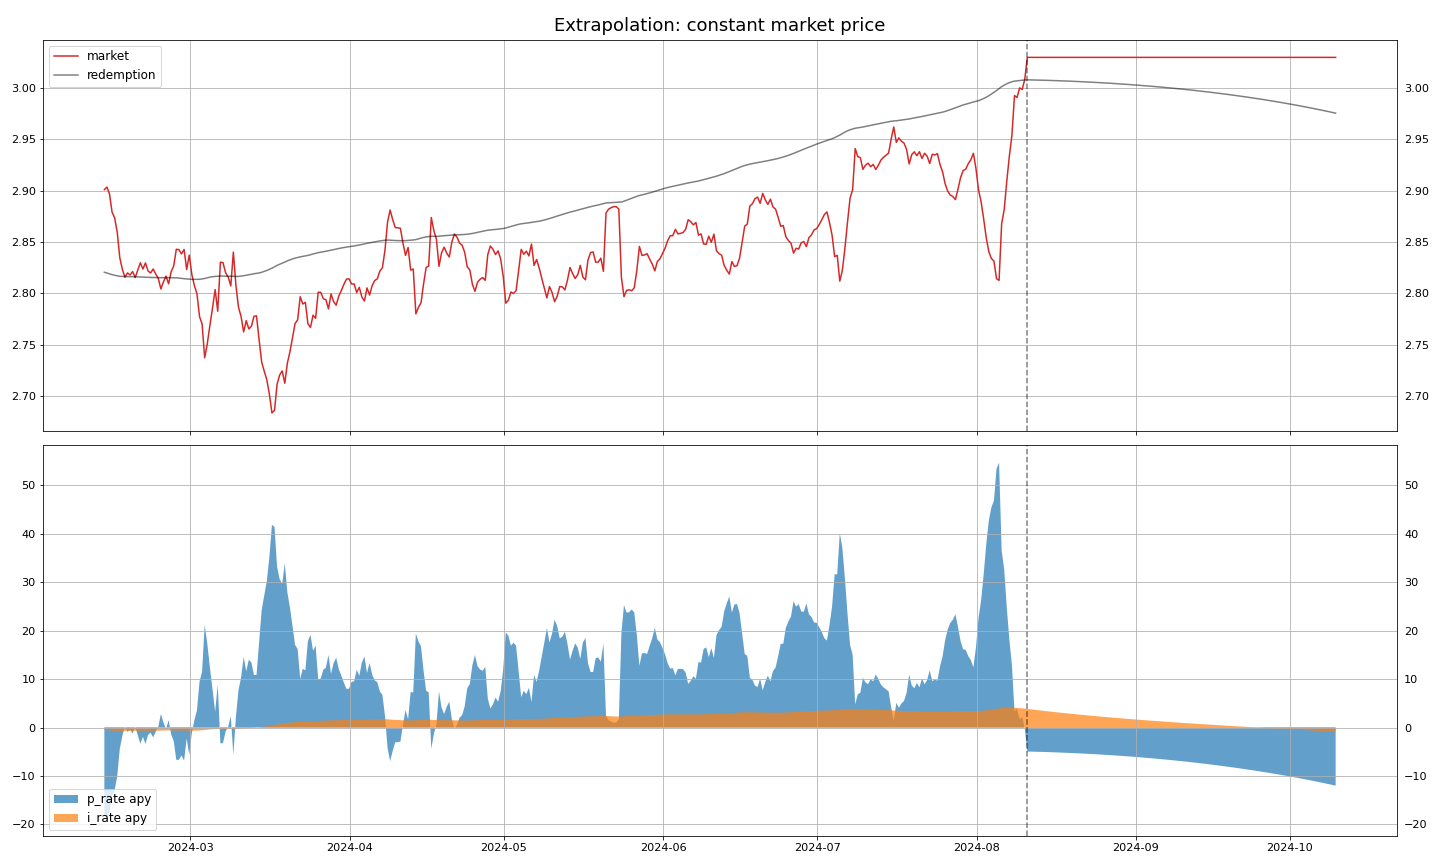 Extrapolation: constant market price
market
redemption
3.00 3.00
2.95 2.95
2.90 2.90
2.85 2.85
2.80 2.80
2.75 2.75
2.70 2.70
50 50
40 40
30 30
20 20
10 10
0 0
−10 −10
−20 −20
p_rate apy
i_rate apy
2024-03 2024-04 2024-05 2024-06 2024-07 2024-08 2024-09 2024-10